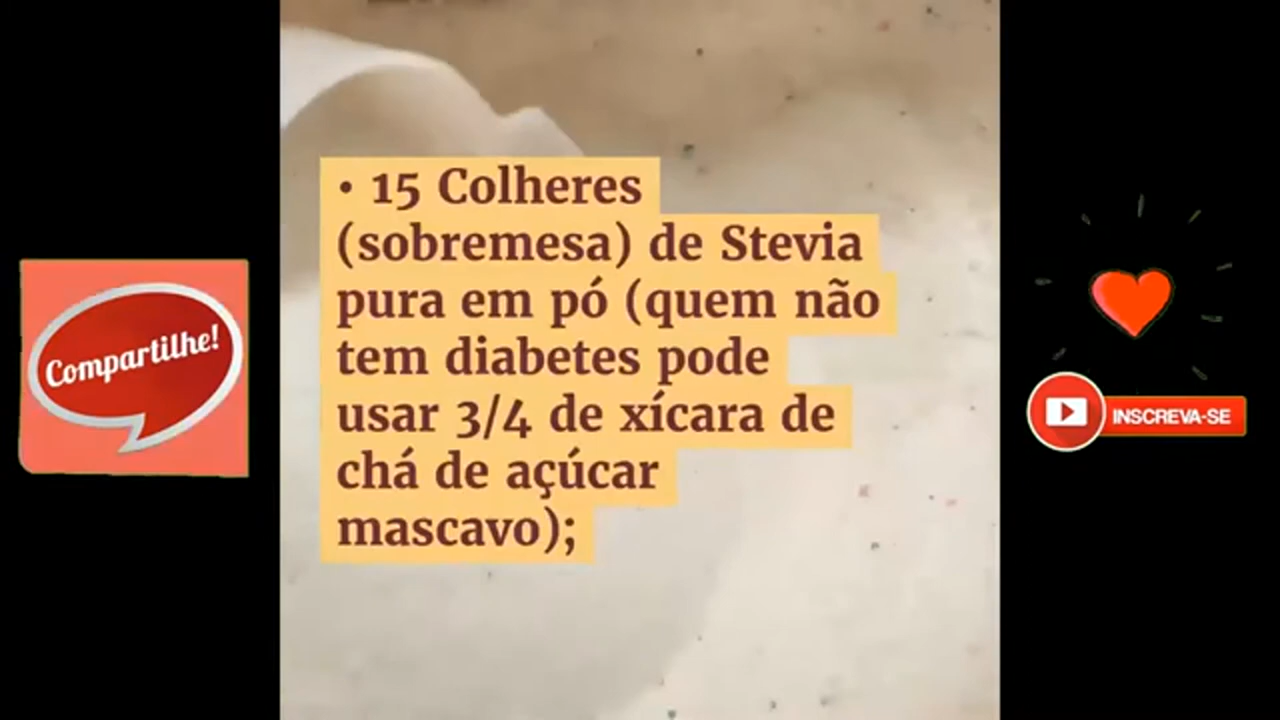 • 15 Colheres
(sobremesa) de Stevia
pura em pó (quem não
tem diabetes pode
usar 3/4 de xícara de
chá de açúcar
mascavo);
Compartilhe!
INSCREVA-SE